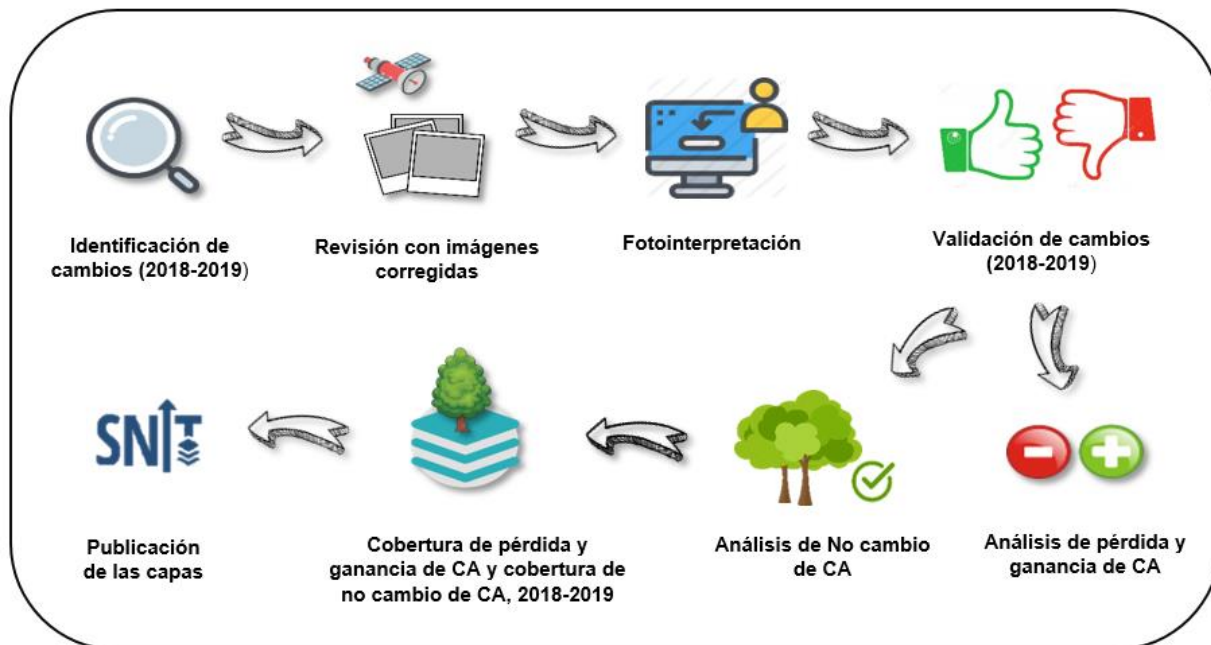 Identificación de
cambios (2018-2019)
Revisión con imágenes
corregidas
Fotointerpretación
Validación de cambios
(2018-2019)
SNIT
Publicación
de las capas
Cobertura de pérdida y
ganancia de CA y cobertura de
no cambio de CA, 2018-2019
Análisis de No cambio
de CA
Análisis de pérdida y
ganancia de CA